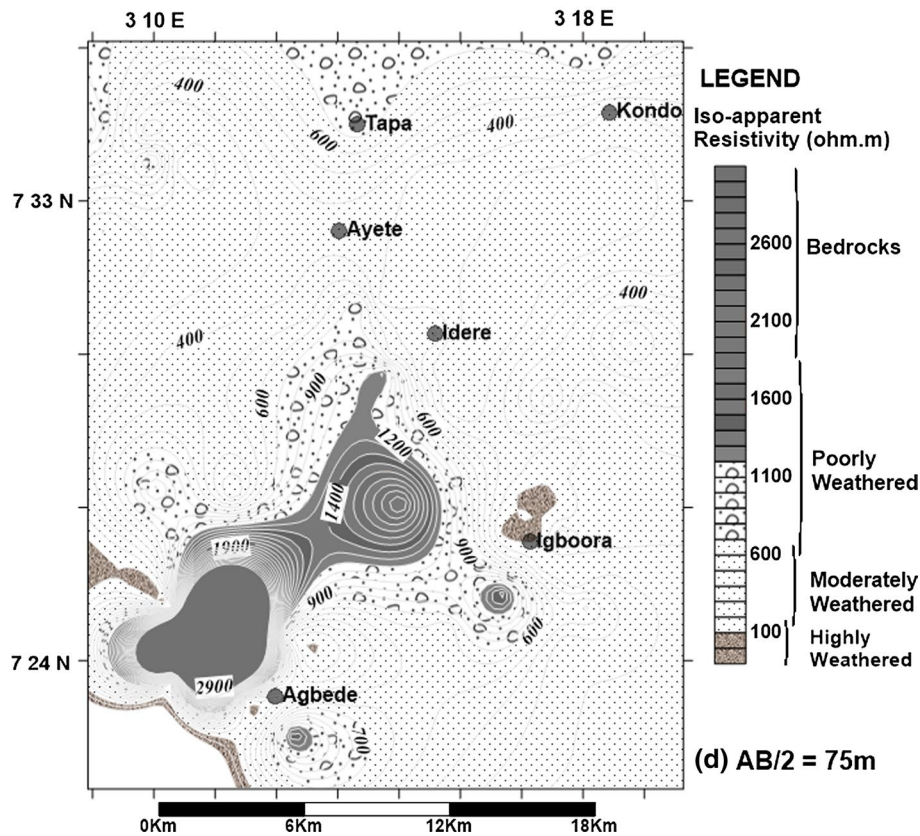 3 10 E
3 18 E
LEGEND
Iso-apparent
Resistivity (ohm.m)
400
600
Tapa
400
Kondo
7 33 N
Ayete
400
400
Idere
600
900
600
1200
1400
1900
900
Igboora
900
600
7 24 N
2900
Agbede
700
2600
Bedrocks
2100
1600
1100
Poorly
Weathered
600
Moderately
Weathered
100
Highly
Weathered
(d) AB/2 = 75m
0Km
6Km
12Km
18Km